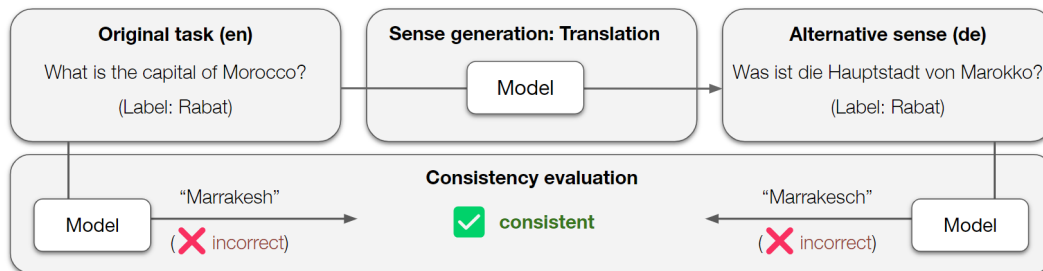 Original task (en)
What is the capital of Morocco?
(Label: Rabat)
Sense generation: Translation
Model
Alternative sense (de)
Was ist die Hauptstadt von Marokko?
(Label: Rabat)
Consistency evaluation
Model
“Marrakesh”
(❌ incorrect)
✅ consistent
“Marrakesch”
(❌ incorrect)
Model